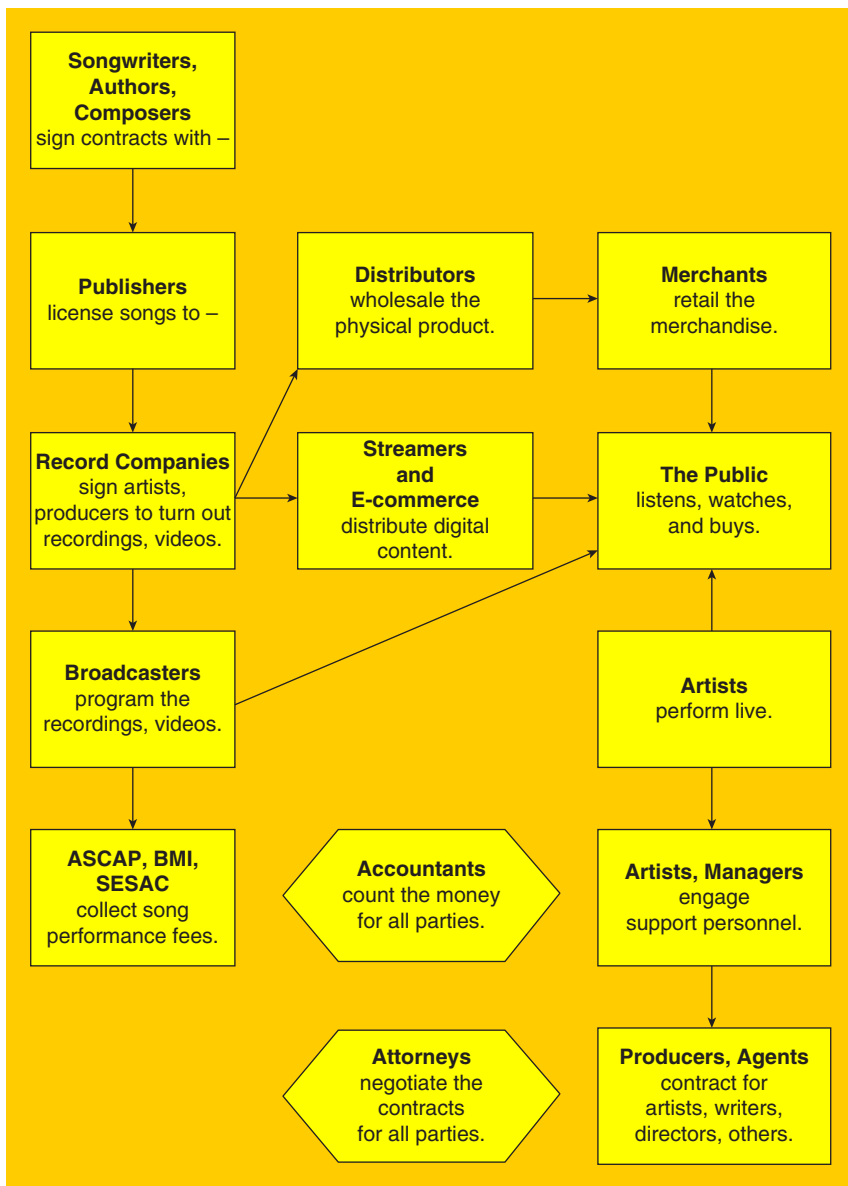 Songwriters,
Authors,
Composers
sign contracts with –
Publishers
license songs to –
Distributors
wholesale the
physical product.
Merchants
retail the
merchandise.
Record Companies
sign artists,
producers to turn out
recordings, videos.
Streamers
and
E-commerce
distribute digital
content.
The Public
listens, watches,
and buys.
Broadcasters
program the
recordings, videos.
Artists
perform live.
ASCAP, BMI,
SESAC
collect song
performance fees.
Accountants
count the money
for all parties.
Artists, Managers
engage
support personnel.
Attorneys
negotiate the
contracts
for all parties.
Producers, Agents
contract for
artists, writers,
directors, others.